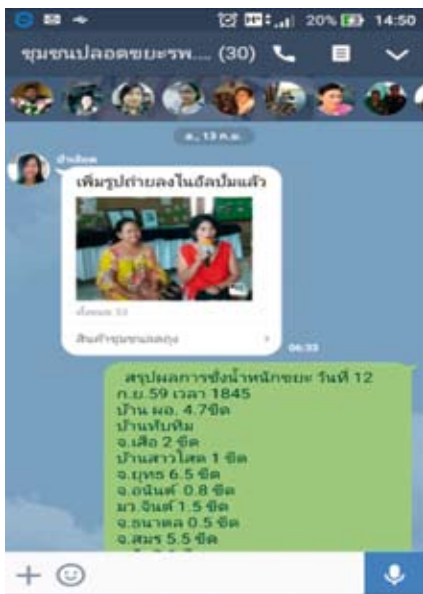 20% 14:50
ชุมชนปลอดขยะรพ.... (30)
อ., 13 ก.ย.
เพิ่มรูปถ่ายลงในอัลบั้มแล้ว
06:33
สรุปผลการชั่งน้ำหนักขยะ วันที่ 12
ก.ย.59 เวลา 1845
บ้าน ผอ. 4.7ขีด
บ้านทับทิม
จ.เสือ 2 ขีด
บ้านสาวโสด 1 ขีด
จ.ยุทธ 6.5 ขีด
จ.อนันต์ 0.8 ขีด
มว.จันต์ 1.5 ขีด
จ.ธนาดล 0.5 ขีด
จ.สมร 5.5 ขีด